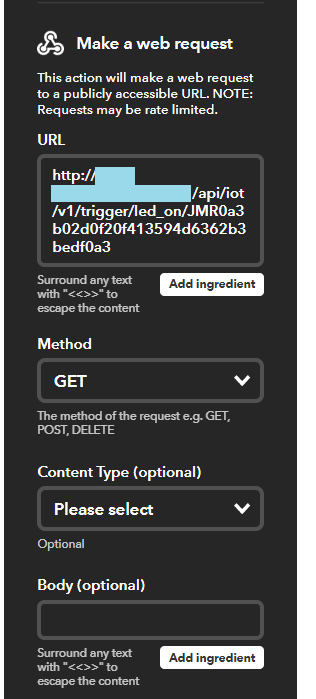 Make a web request
This action will make a web request
to a publicly accessible URL. NOTE:
Requests may be rate limited.
URL
http://
/api/iot
/v1/trigger/led_on/JMR0a3
b02d0f20f413594d6362b3
bedf0a3
Surround any text
with "<<>>" to
escape the content
Add ingredient
Method
GET
The method of the request e.g. GET,
POST, DELETE
Content Type (optional)
Please select
Optional
Body (optional)
Surround any text
with "<<>>" to
escape the content
Add ingredient